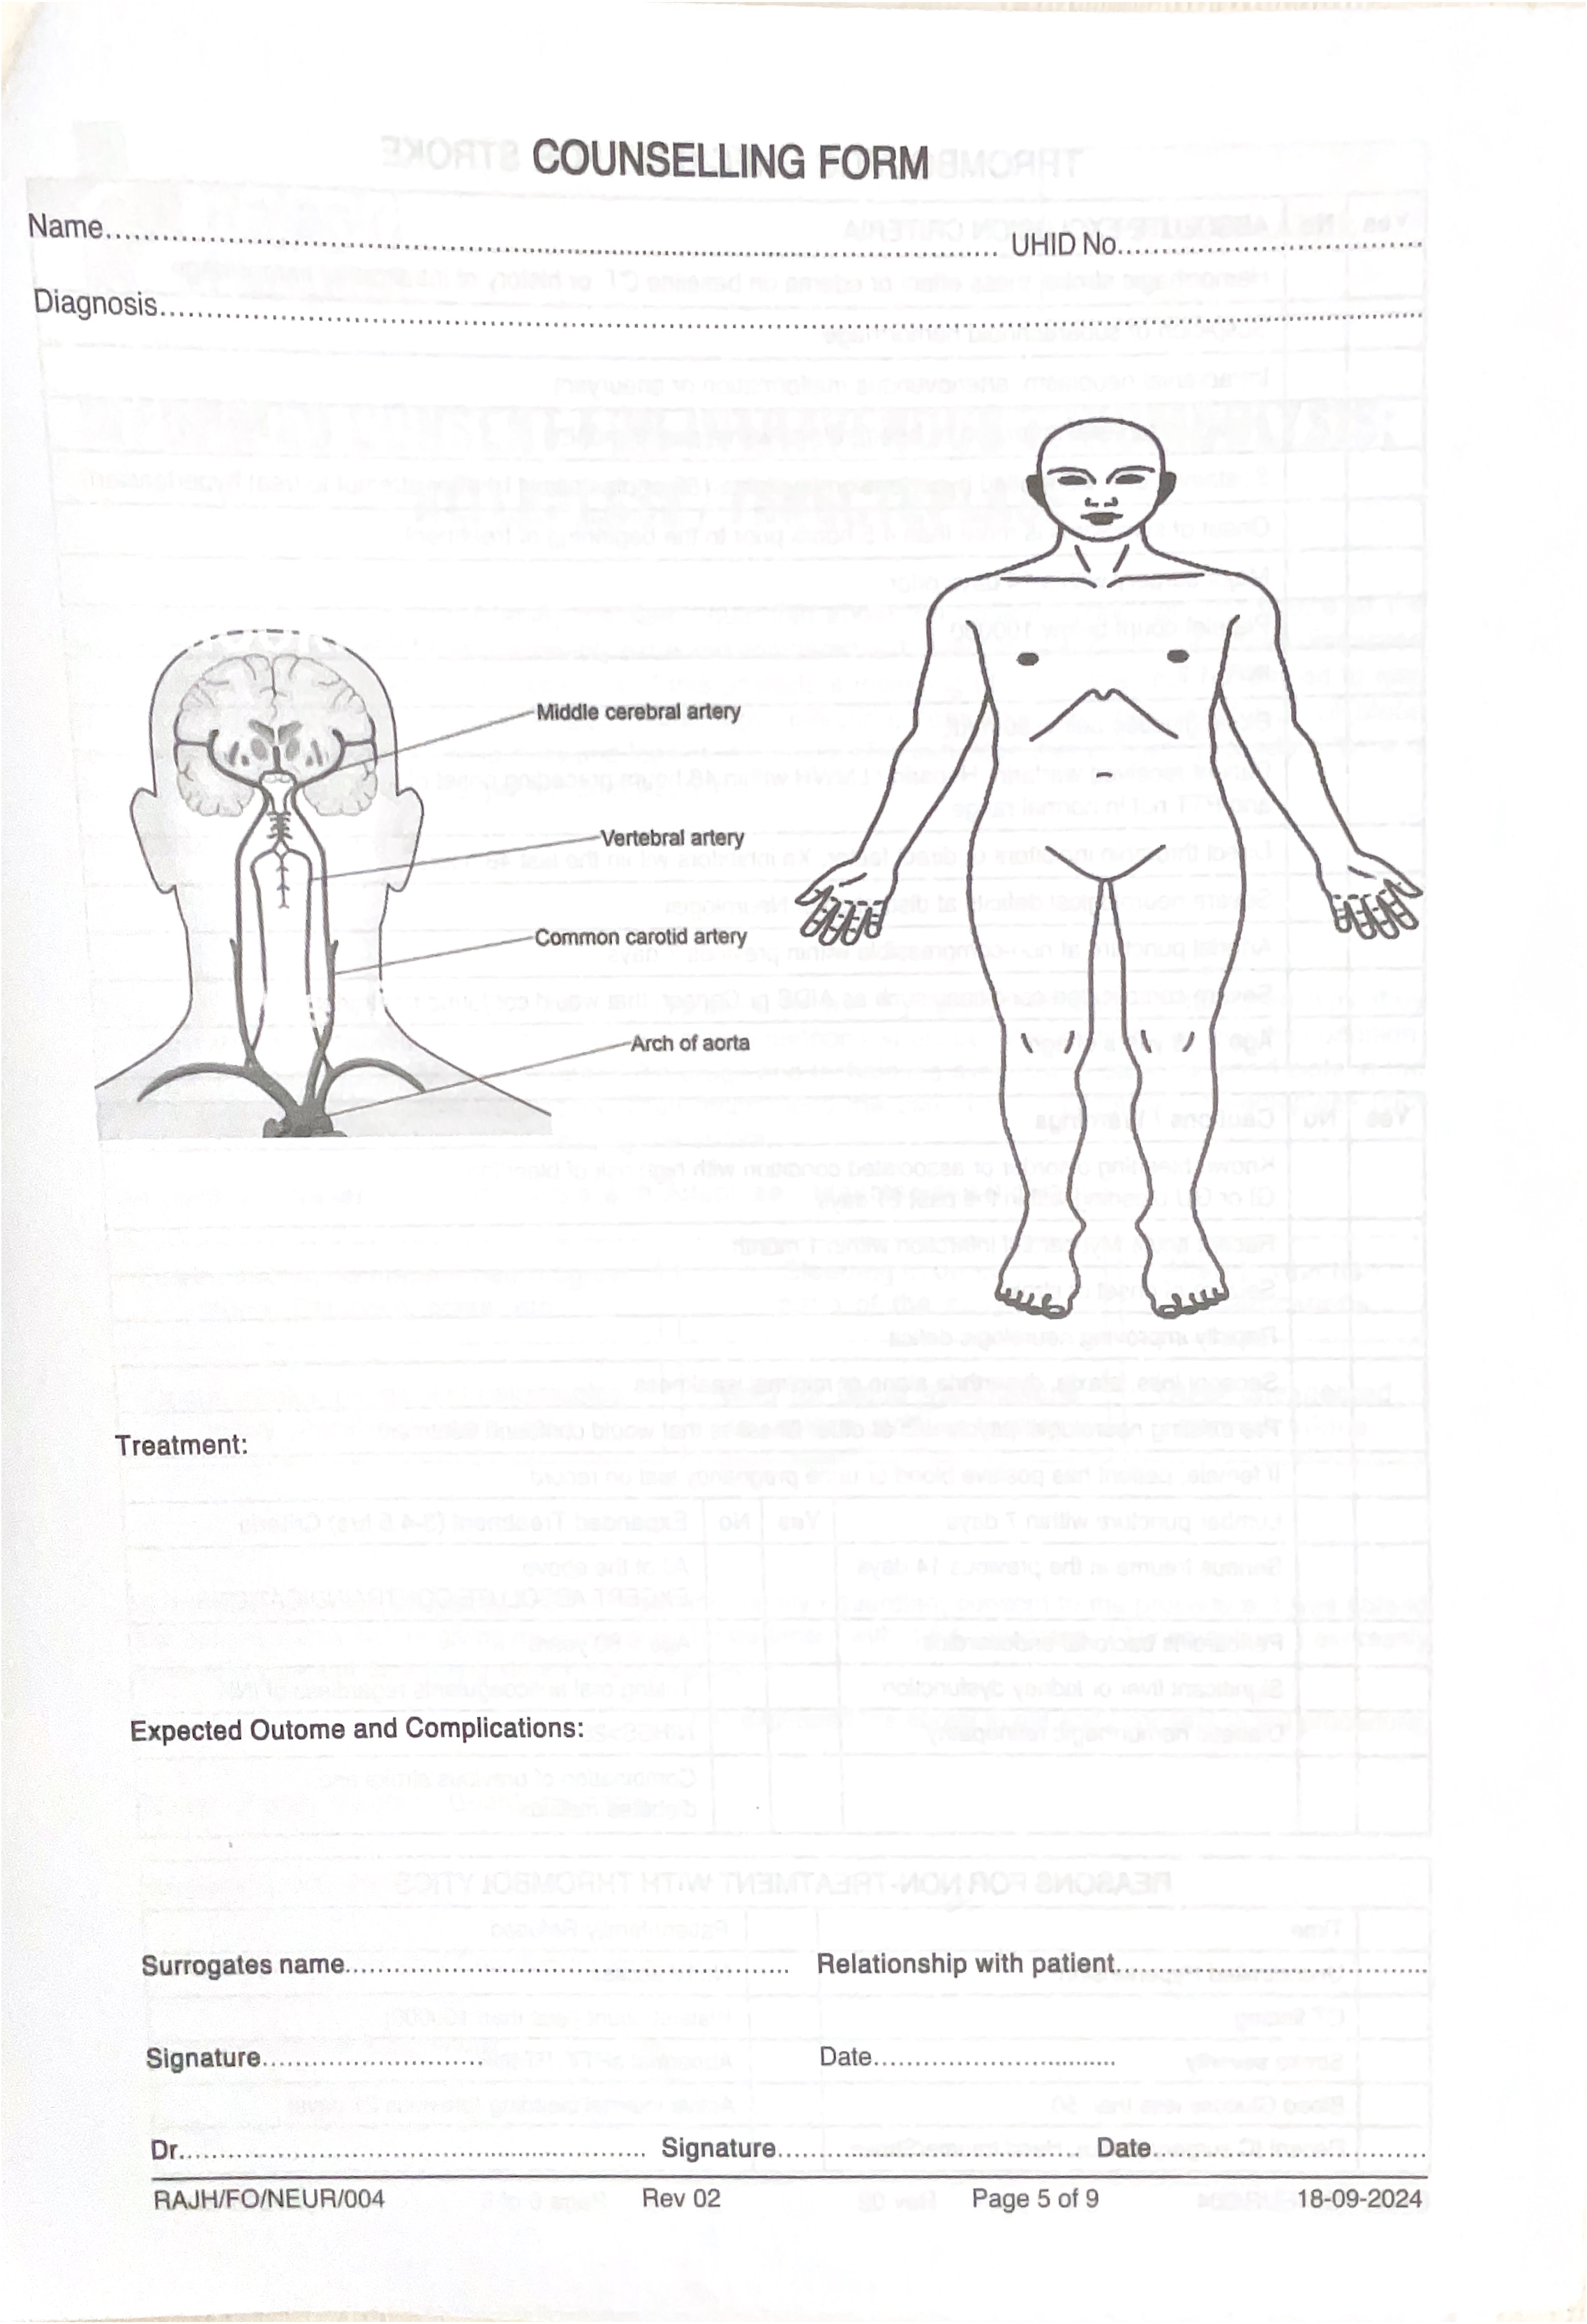 COUNSELLING FORM
Name.......... UHID No..........
Diagnosis..........
Middle cerebral artery
Vertebral artery
Common carotid artery
Arch of aorta
Treatment:
Expected Outome and Complications:
Surrogates name.......... Relationship with patient..........
Signature.......... Date..........
Dr........... Signature.......... Date..........
RAJH/FO/NEUR/004 Rev 02 Page 5 of 9 18-09-2024